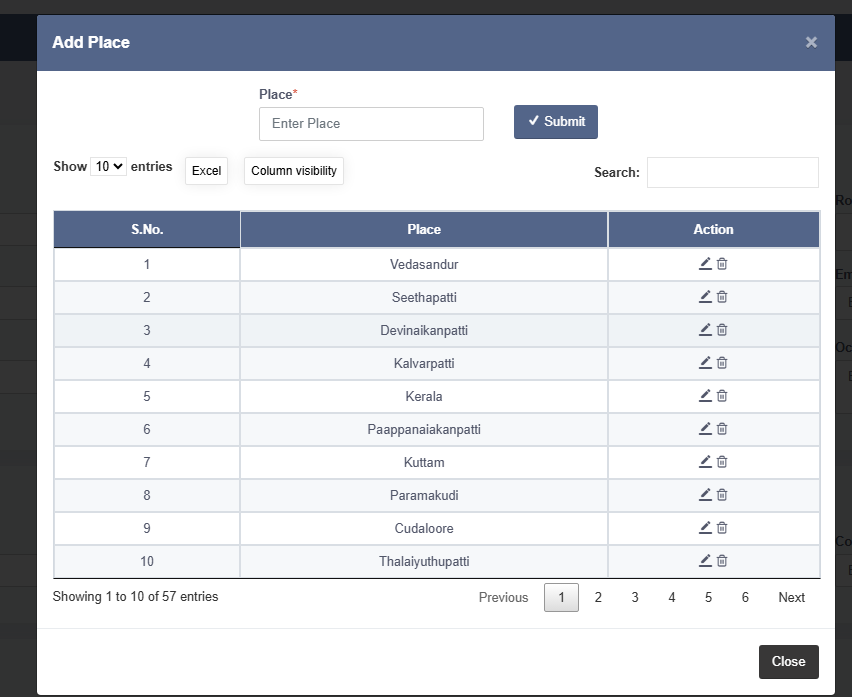 Add Place ×
Place*
Enter Place
✓ Submit
Show 10 entries Excel Column visibility Search:
S.No. Place Action
1 Vedasandur
2 Seethapatti
3 Devinaikanpatti
4 Kalvarpatti
5 Kerala
6 Paappanaiakanpatti
7 Kuttam
8 Paramakudi
9 Cudaloore
10 Thalaiyuthupatti
Showing 1 to 10 of 57 entries Previous 1 2 3 4 5 6 Next
Close